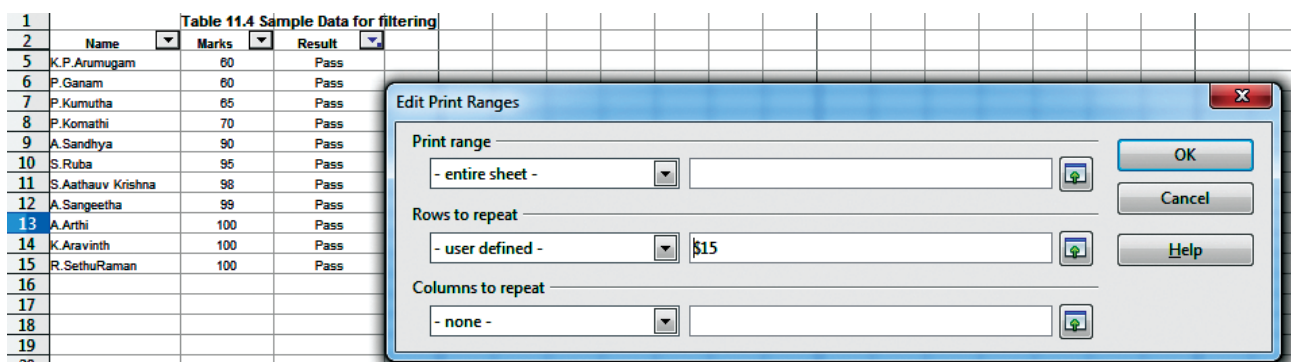 1 Table 11.4 Sample Data for filtering
2 Name Marks Result
5 K.P.Arumugam 60 Pass
6 P.Ganam 60 Pass
7 P.Kumutha 65 Pass
8 P.Komathi 70 Pass
9 A.Sandhya 90 Pass
10 S.Ruba 95 Pass
11 S.Aathauv Krishna 98 Pass
12 A.Sangeetha 99 Pass
13 A.Arthi 100 Pass
14 K.Aravinth 100 Pass
15 R.SethuRaman 100 Pass
16
17
18
19
Edit Print Ranges
Print range
- entire sheet -
Rows to repeat
- user defined - $15
Columns to repeat
- none -
OK
Cancel
Help